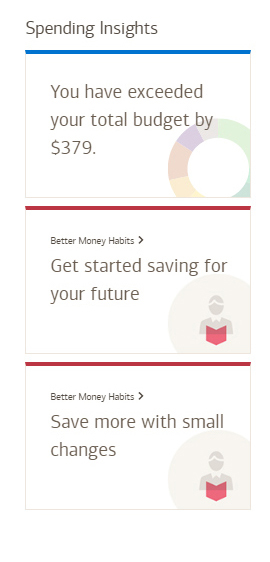 Spending Insights
You have exceeded
your total budget by
$379.
Better Money Habits
Get started saving for
your future
Better Money Habits
Save more with small
changes